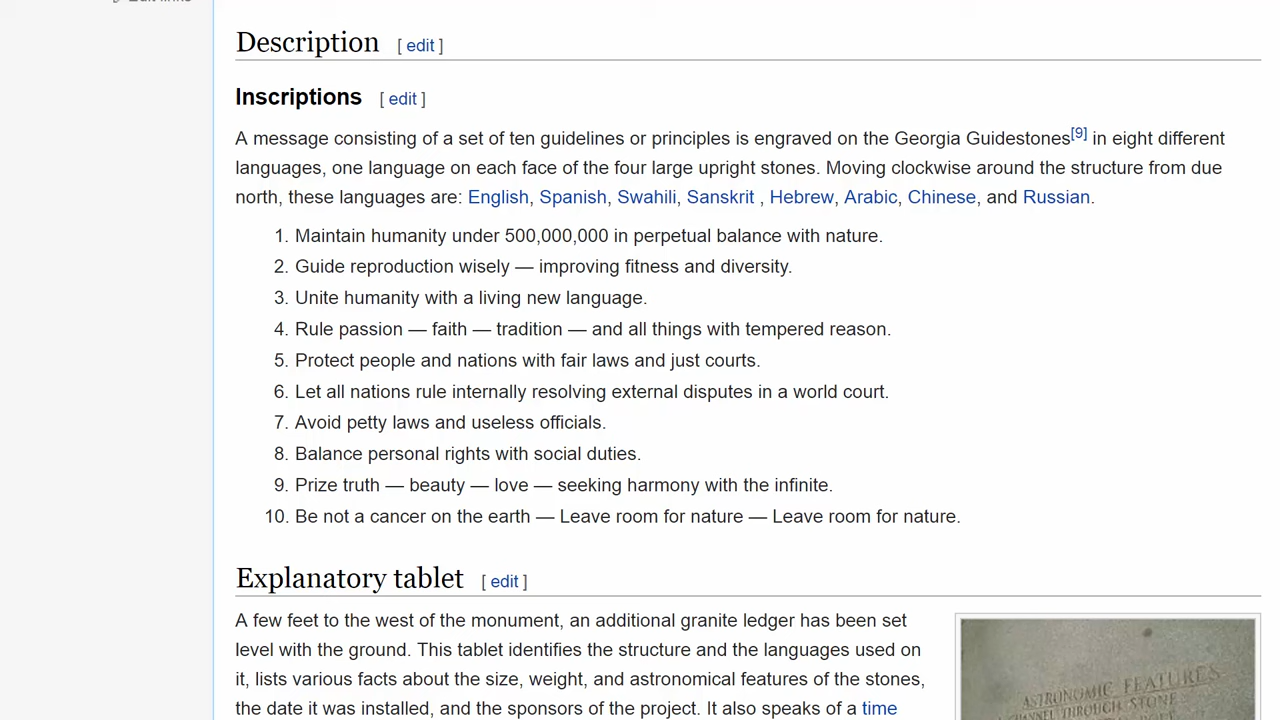 Description [ edit ]
Inscriptions [ edit ]
A message consisting of a set of ten guidelines or principles is engraved on the Georgia Guidestones[9] in eight different
languages, one language on each face of the four large upright stones. Moving clockwise around the structure from due
north, these languages are: English, Spanish, Swahili, Sanskrit , Hebrew, Arabic, Chinese, and Russian.
1. Maintain humanity under 500,000,000 in perpetual balance with nature.
2. Guide reproduction wisely — improving fitness and diversity.
3. Unite humanity with a living new language.
4. Rule passion — faith — tradition — and all things with tempered reason.
5. Protect people and nations with fair laws and just courts.
6. Let all nations rule internally resolving external disputes in a world court.
7. Avoid petty laws and useless officials.
8. Balance personal rights with social duties.
9. Prize truth — beauty — love — seeking harmony with the infinite.
10. Be not a cancer on the earth — Leave room for nature — Leave room for nature.
Explanatory tablet [ edit ]
A few feet to the west of the monument, an additional granite ledger has been set
level with the ground. This tablet identifies the structure and the languages used on
it, lists various facts about the size, weight, and astronomical features of the stones,
the date it was installed, and the sponsors of the project. It also speaks of a time
ASTRONOMIC FEATURES
CHANNEL THROUGH STONE